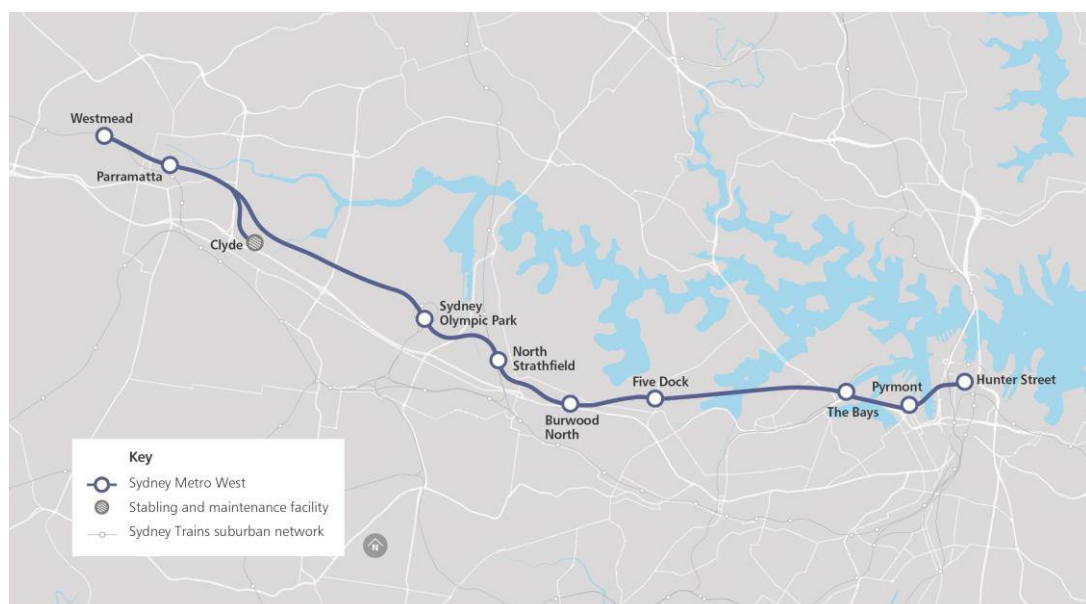 Westmead
Parramatta
Clyde
Sydney
Olympic Park
North
Strathfield
Burwood
North
Five Dock
The Bays
Pyrmont
Hunter Street
Key
Sydney Metro West
Stabling and maintenance facility
Sydney Trains suburban network
N